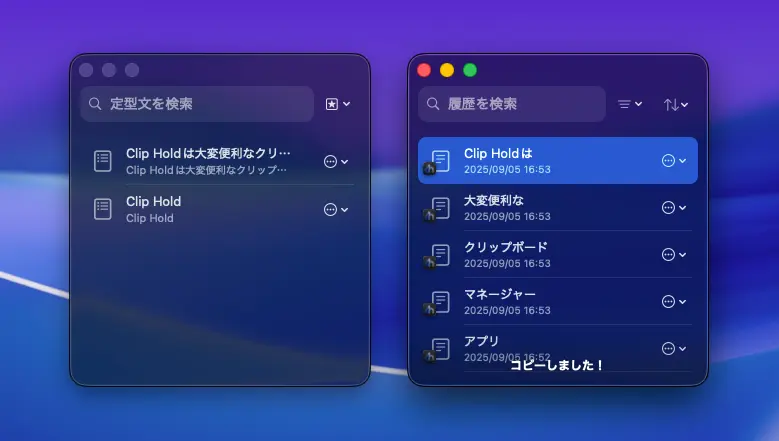 定型文を検索
Clip Holdは大変便利なクリ…
Clip Holdは大変便利なクリップ…
Clip Hold
Clip Hold
履歴を検索
Clip Holdは
2025/09/05 16:53
大変便利な
2025/09/05 16:53
クリップボード
2025/09/05 16:53
マネージャー
2025/09/05 16:53
アプリ
2025/09/05 16:52
コピーしました！